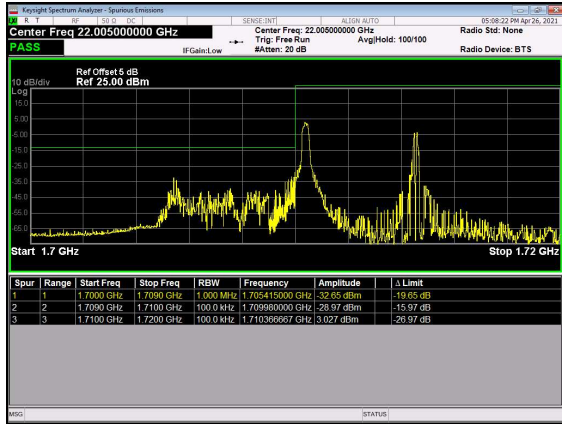 Keysight Spectrum Analyzer - Spurious Emissions
R T RF 50 Ω DC SENSE:INT ALIGN AUTO 05:08:22 PM Apr 26, 2021
Center Freq 22.005000000 GHz Center Freq: 22.005000000 GHz Radio Std: None
Trig: Free Run Avg|Hold: 100/100
PASS IFGain:Low #Atten: 20 dB Radio Device: BTS
Ref Offset 5 dB
10 dB/div Ref 25.00 dBm
Log
15.0
5.00
-5.00
-15.0
-25.0
-35.0
-45.0
-55.0
-65.0
Start 1.7 GHz Stop 1.72 GHz
Spur Range Start Freq Stop Freq RBW Frequency Amplitude Δ Limit
1 1 1.7000 GHz 1.7090 GHz 1.000 MHz 1.705415000 GHz -32.65 dBm -19.65 dB
2 2 1.7090 GHz 1.7100 GHz 100.0 kHz 1.709980000 GHz -28.97 dBm -15.97 dB
3 3 1.7100 GHz 1.7200 GHz 100.0 kHz 1.710366667 GHz 3.027 dBm -26.97 dB
MSG STATUS